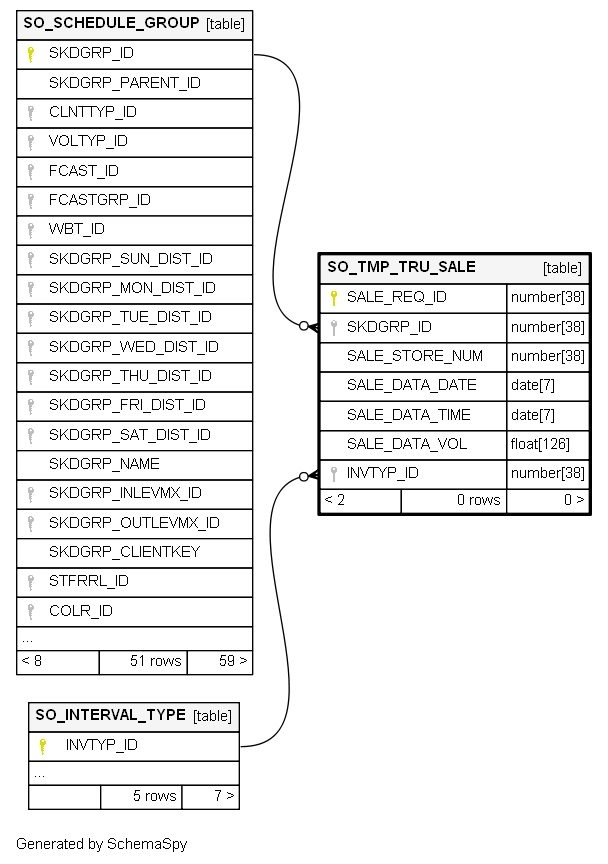 SO_SCHEDULE_GROUP [table]
SKDGRP_ID
SKDGRP_PARENT_ID
CLNTTYP_ID
VOLTYP_ID
FCAST_ID
FCASTGRP_ID
WBT_ID
SKDGRP_SUN_DIST_ID
SKDGRP_MON_DIST_ID
SKDGRP_TUE_DIST_ID
SKDGRP_WED_DIST_ID
SKDGRP_THU_DIST_ID
SKDGRP_FRI_DIST_ID
SKDGRP_SAT_DIST_ID
SKDGRP_NAME
SKDGRP_INLEVMX_ID
SKDGRP_OUTLEVMX_ID
SKDGRP_CLIENTKEY
STFRRL_ID
COLR_ID
...
< 8 51 rows 59 >
SO_TMP_TRU_SALE [table]
SALE_REQ_ID number[38]
SKDGRP_ID number[38]
SALE_STORE_NUM number[38]
SALE_DATA_DATE date[7]
SALE_DATA_TIME date[7]
SALE_DATA_VOL float[126]
INVTYP_ID number[38]
< 2 0 rows 0 >
SO_INTERVAL_TYPE [table]
INVTYP_ID
...
5 rows 7 >
Generated by SchemaSpy